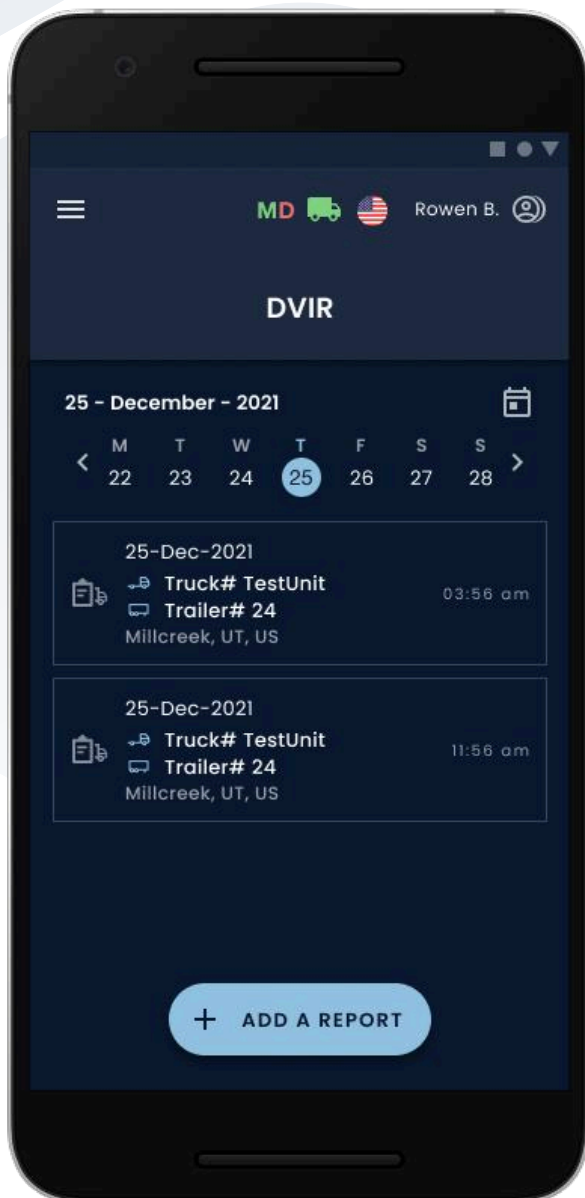 MD Rowen B.
DVIR
25 - December - 2021
M T W T F S S
22 23 24 25 26 27 28
25-Dec-2021
Truck# TestUnit
Trailer# 24
Millcreek, UT, US
03:56 am
25-Dec-2021
Truck# TestUnit
Trailer# 24
Millcreek, UT, US
11:56 am
+ ADD A REPORT